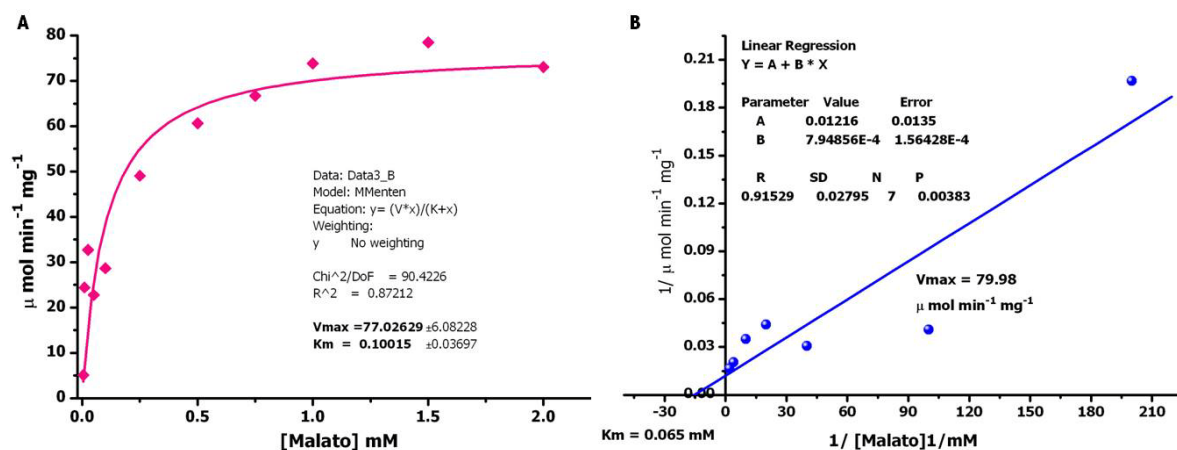 A
μ mol min⁻¹ mg⁻¹
80
70
60
50
40
30
20
10
0
0.0 0.5 1.0 1.5 2.0
[Malato] mM
Data: Data3_B
Model: MMenten
Equation: y= (V*x)/(K+x)
Weighting:
y No weighting
Chi^2/DoF = 90.4226
R^2 = 0.87212
Vmax =77.02629 ±6.08228
Km = 0.10015 ±0.03697
B
1/ μ mol min⁻¹ mg⁻¹
0.21
0.18
0.15
0.12
0.09
0.06
0.03
0.00
-30 0 30 60 90 120 150 180 210
1/ [Malato]1/mM
Km = 0.065 mM
Linear Regression
Y = A + B * X
Parameter Value Error
A 0.01216 0.0135
B 7.94856E-4 1.56428E-4
R SD N P
0.91529 0.02795 7 0.00383
Vmax = 79.98
μ mol min⁻¹ mg⁻¹